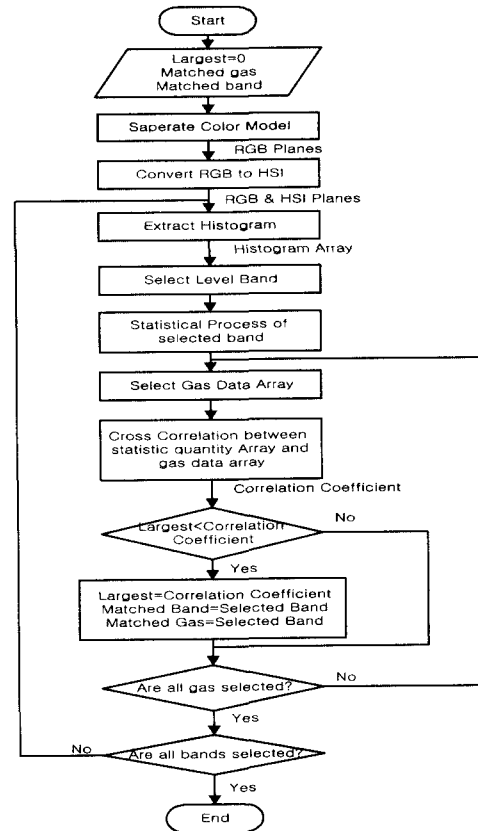 Start
Largest=0
Matched gas
Matched band
Saperate Color Model
RGB Planes
Convert RGB to HSI
RGB & HSI Planes
Extract Histogram
Histogram Array
Select Level Band
Statistical Process of
selected band
Select Gas Data Array
Cross Correlation between
statistic quantity Array and
gas data array
Correlation Coefficient
Largest<Correlation
Coefficient
No
Yes
Largest=Correlation Coefficient
Matched Band=Selected Band
Matched Gas=Selected Band
Are all gas selected?
No
Yes
Are all bands selected?
No
Yes
End